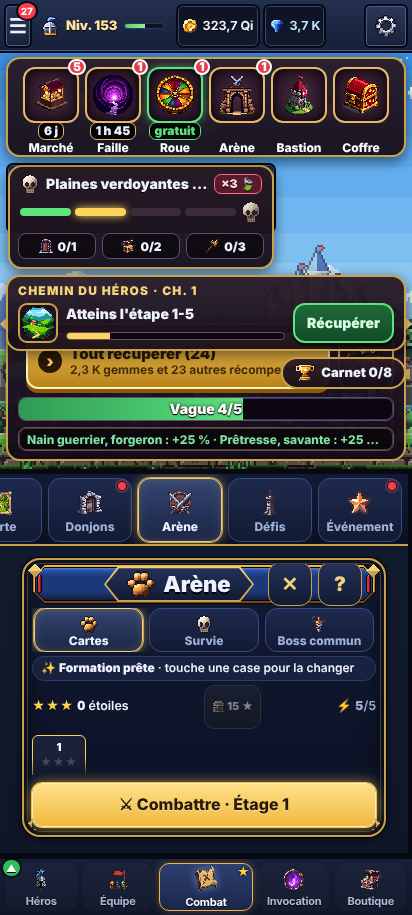 27
Niv. 153
323,7 Qi
3,7 K
5
1
1
1
6 j
1 h 45
gratuit
Marché
Faille
Roue
Arène
Bastion
Coffre
Plaines verdoyantes ...
×3
0/1
0/2
0/3
CHEMIN DU HÉROS · CH. 1
Atteins l'étape 1-5
Récupérer
Tout récupérer (24)
2,3 K gemmes et 23 autres récompe
Carnet 0/8
Vague 4/5
Nain guerrier, forgeron : +25 % · Prêtresse, savante : +25 ...
rte
Donjons
Arène
Défis
Événement
Arène
✕
?
Cartes
Survie
Boss commun
✨ Formation prête · touche une case pour la changer
★★★ 0 étoiles
15 ★
⚡ 5/5
1
★★★
⚔ Combattre · Étage 1
Héros
Équipe
Combat
Invocation
Boutique